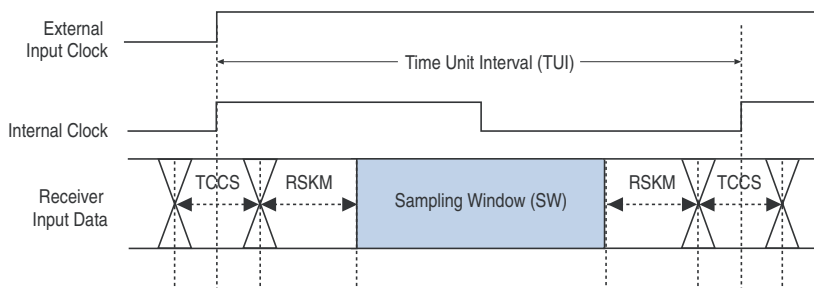 External
Input Clock
Time Unit Interval (TUI)
Internal Clock
Receiver
Input Data
TCCS
RSKM
Sampling Window (SW)
RSKM
TCCS